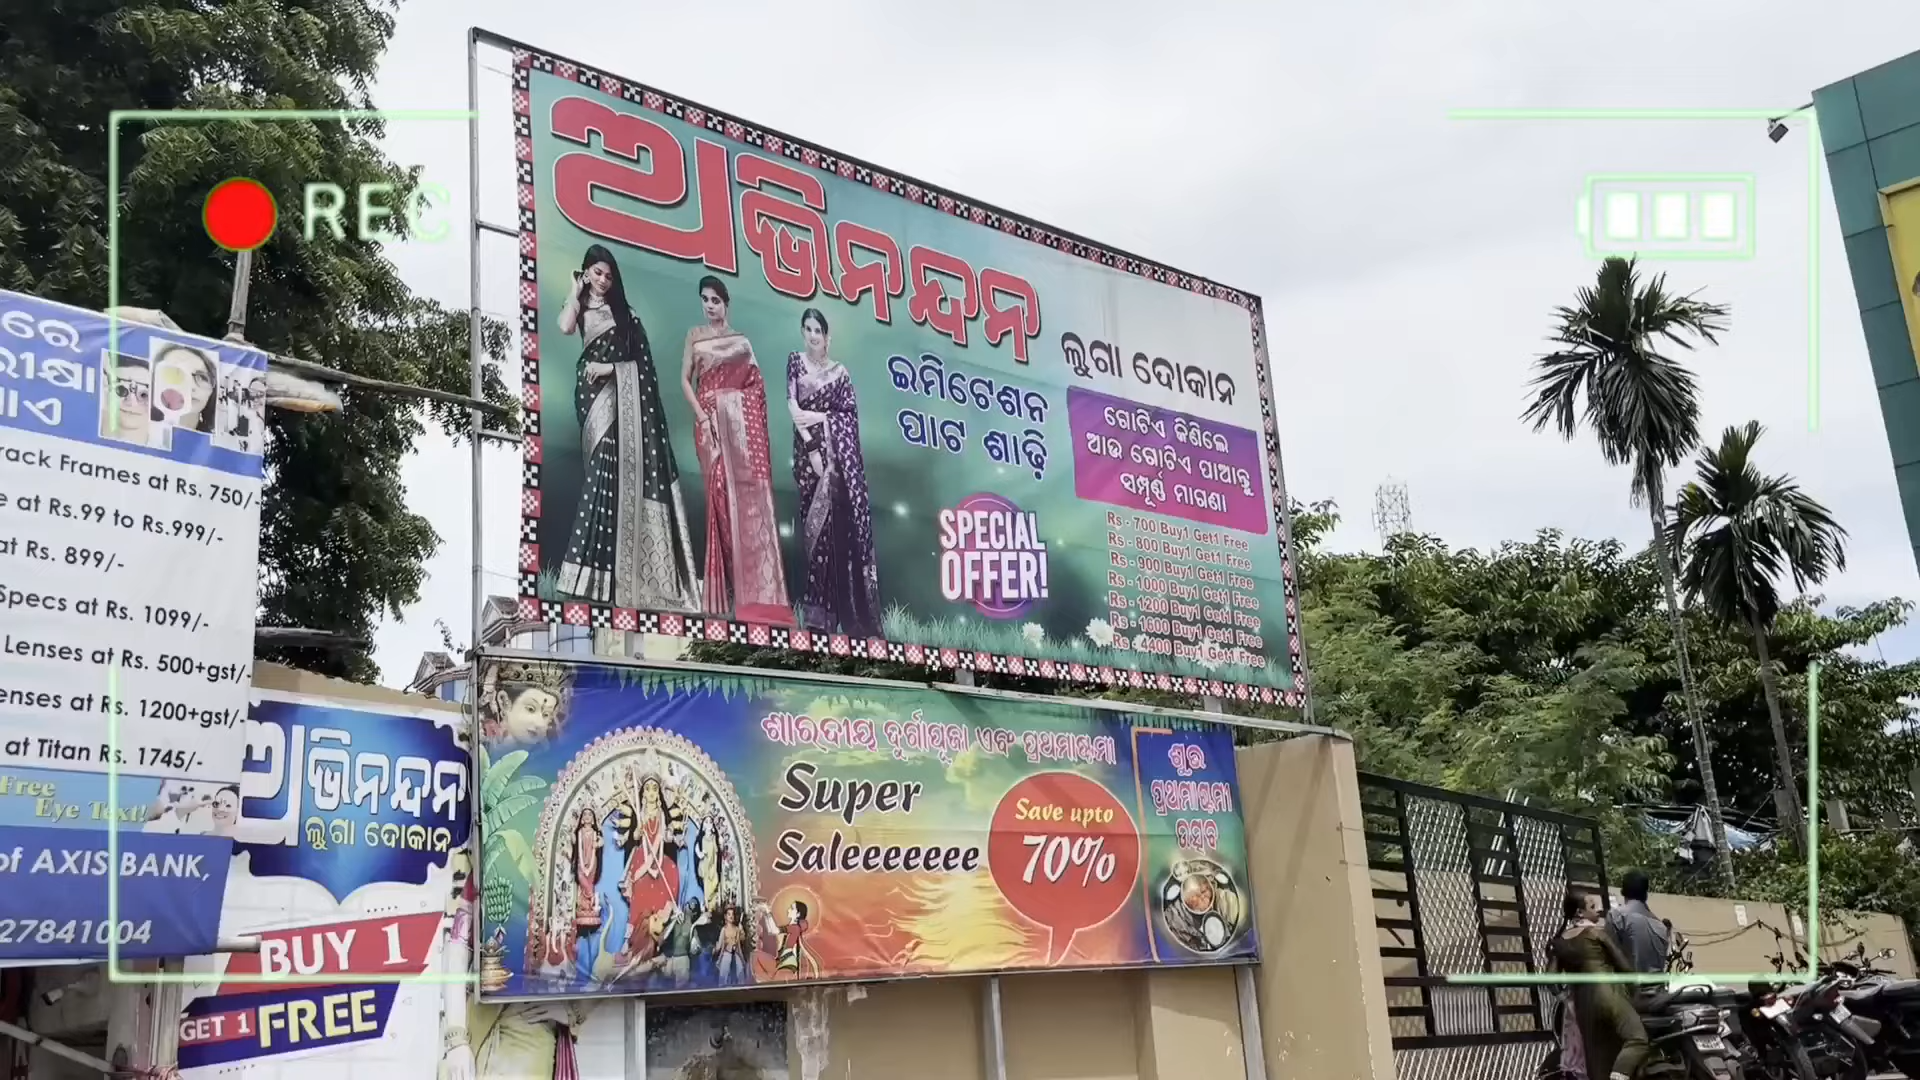 REC
ଅଭିନନ୍ଦନ
ଲୁଗା ଦୋକାନ
ଇମିଟେଶନ
ପାଟ ଶାଢ଼ି
ଗୋଟିଏ କିଣିଲେ
ଆଉ ଗୋଟିଏ ପାଆନ୍ତୁ
ସମ୍ପୂର୍ଣ୍ଣ ମାଗଣା
SPECIAL
OFFER!
Rs - 700 Buy1 Get1 Free
Rs - 800 Buy1 Get1 Free
Rs - 900 Buy1 Get1 Free
Rs - 1000 Buy1 Get1 Free
Rs - 1200 Buy1 Get1 Free
Rs - 1600 Buy1 Get1 Free
Rs - 4400 Buy1 Get1 Free
ଶାରଦୀୟ ଦୁର୍ଗାପୂଜା ଏବଂ ପ୍ରଥମାଷ୍ଟମୀ
Super
Saleeeeeee
Save upto
70%
ଶୁଭ
ପ୍ରଥମାଷ୍ଟମୀ
ଉତ୍ସବ
ରେ
ରୀକ୍ଷା
ାଏ
rack Frames at Rs. 750/-
e at Rs.99 to Rs.999/-
at Rs. 899/-
Specs at Rs. 1099/-
Lenses at Rs. 500+gst/-
enses at Rs. 1200+gst/-
at Titan Rs. 1745/-
Free
Eye Text!
of AXIS BANK,
27841004
ଅଭିନନ୍ଦନ
ଲୁଗା ଦୋକାନ
BUY 1
GET 1 FREE